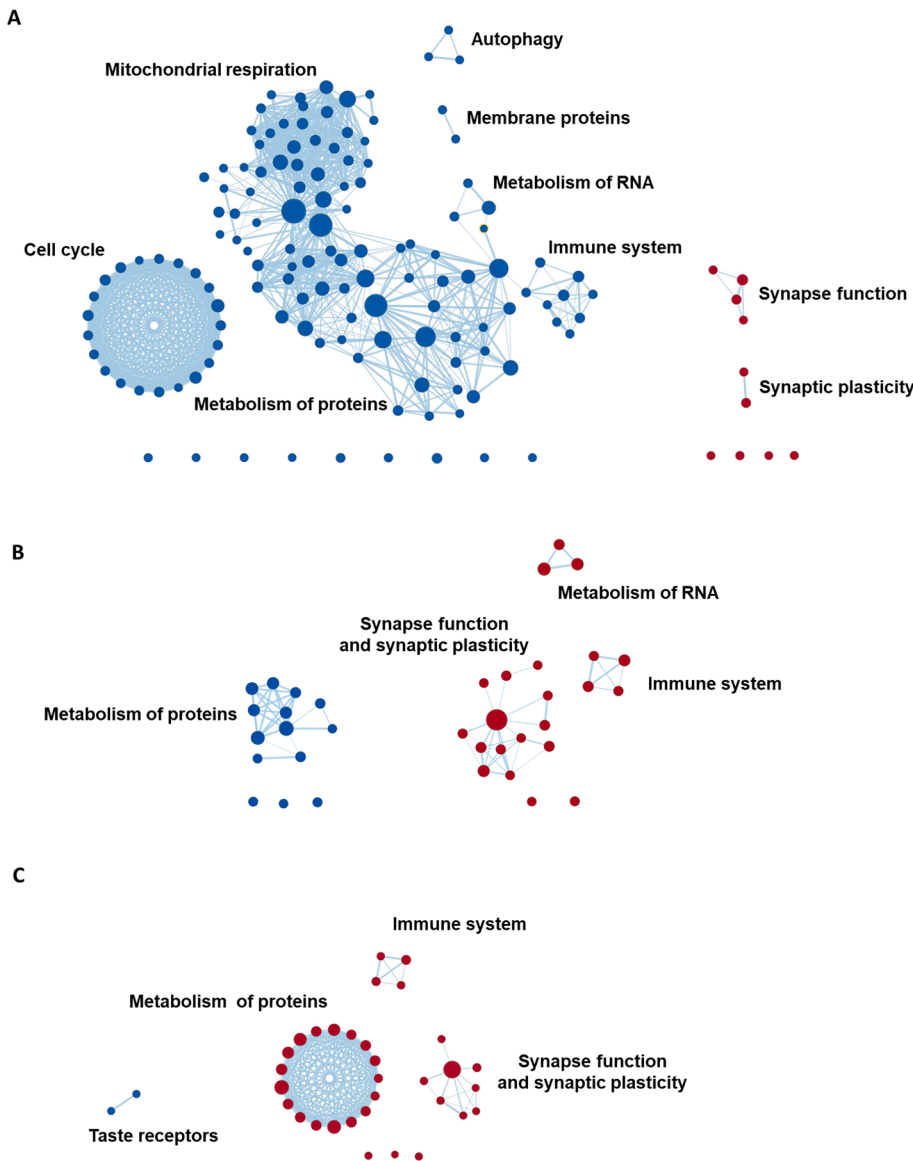 A
Autophagy
Mitochondrial respiration
Membrane proteins
Metabolism of RNA
Cell cycle
Immune system
Synapse function
Synaptic plasticity
Metabolism of proteins
B
Metabolism of RNA
Synapse function
and synaptic plasticity
Immune system
Metabolism of proteins
C
Immune system
Metabolism of proteins
Synapse function
and synaptic plasticity
Taste receptors